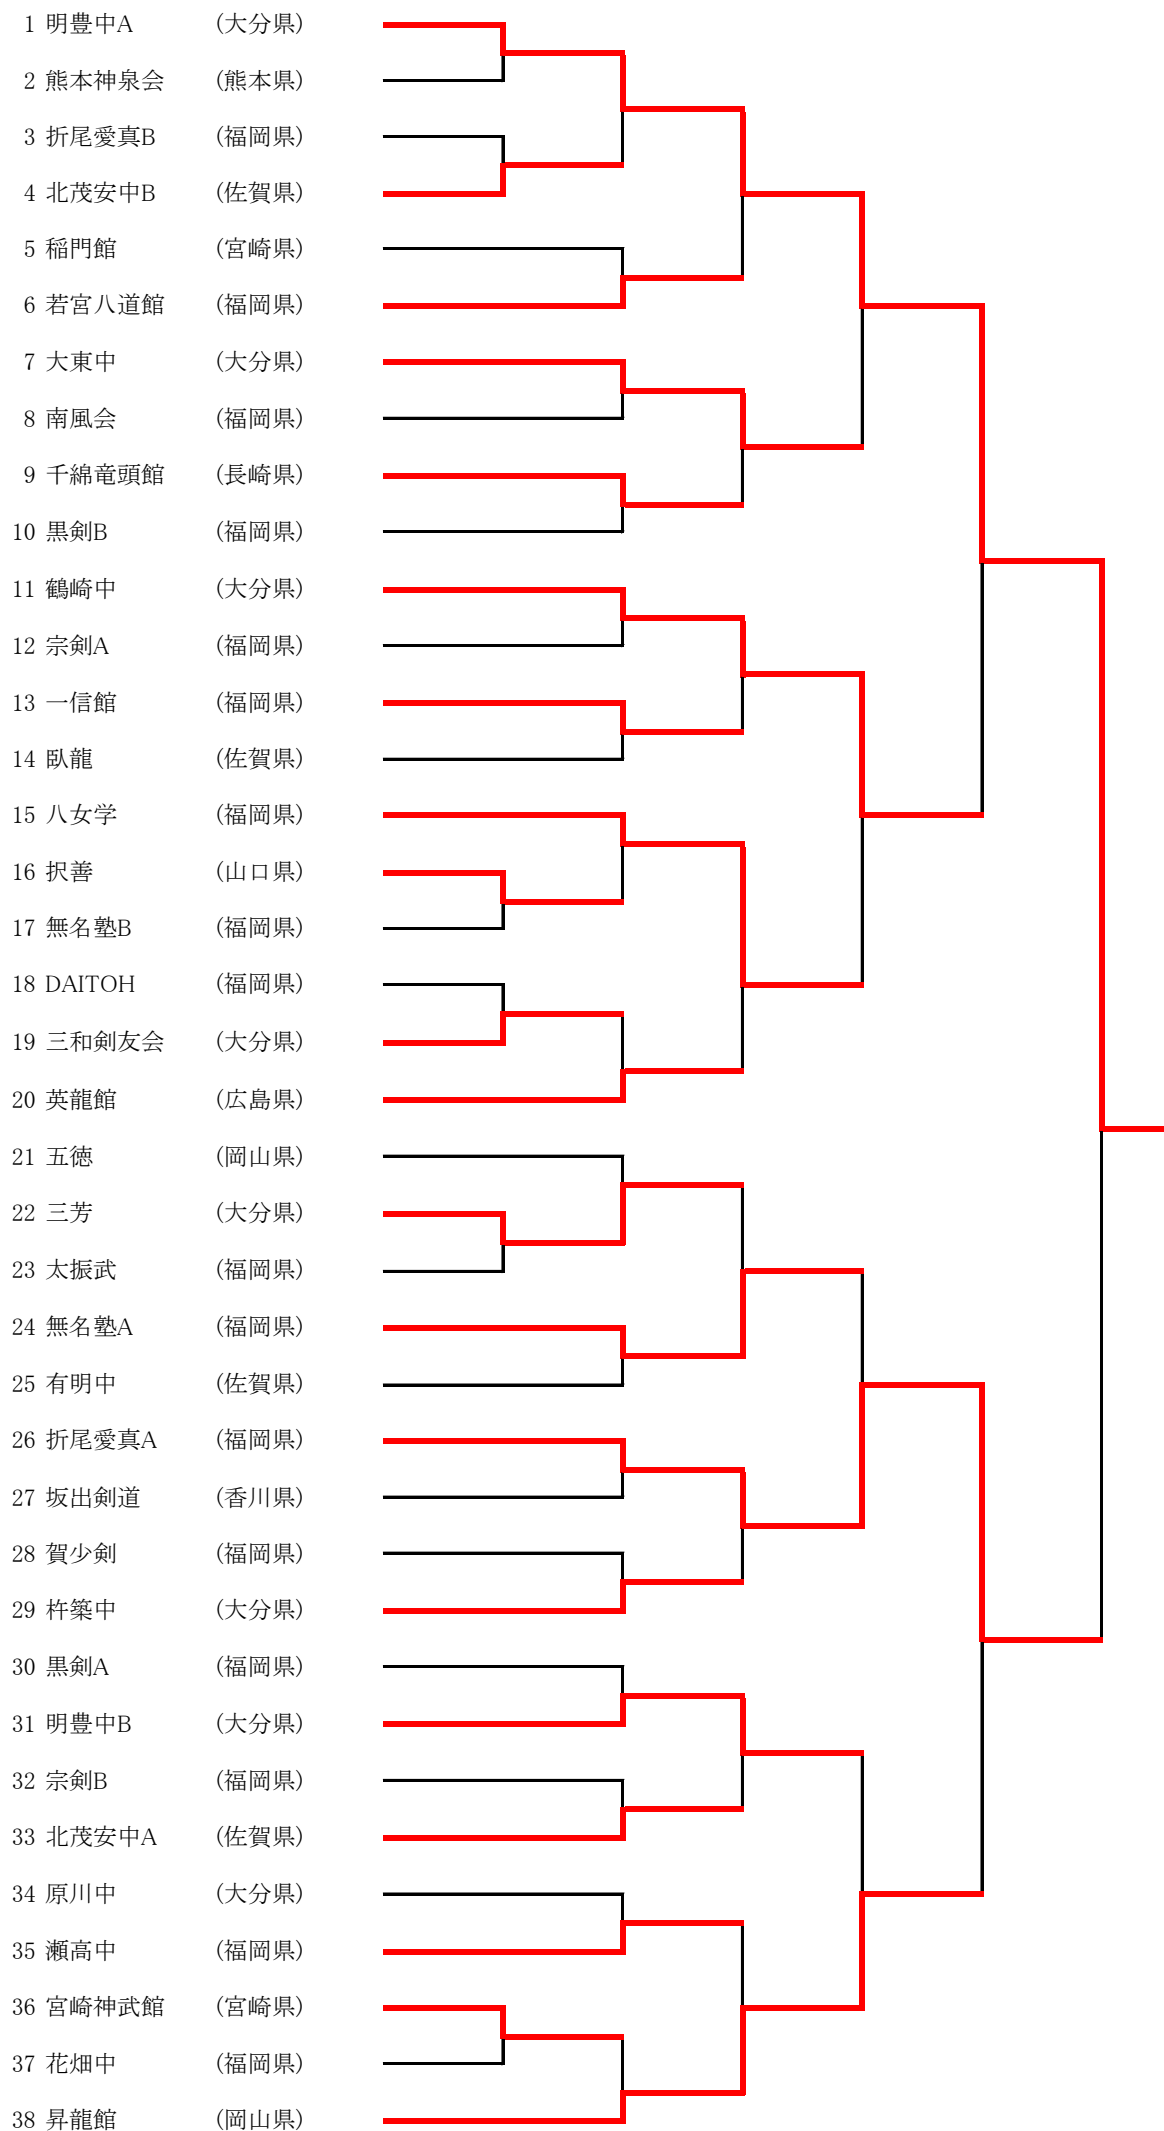 1 明豊中A (大分県)
2 熊本神泉会 (熊本県)
3 折尾愛真B (福岡県)
4 北茂安中B (佐賀県)
5 稲門館 (宮崎県)
6 若宮八道館 (福岡県)
7 大東中 (大分県)
8 南風会 (福岡県)
9 千綿竜頭館 (長崎県)
10 黒剣B (福岡県)
11 鶴崎中 (大分県)
12 宗剣A (福岡県)
13 一信館 (福岡県)
14 臥龍 (佐賀県)
15 八女学 (福岡県)
16 択善 (山口県)
17 無名塾B (福岡県)
18 DAITOH (福岡県)
19 三和剣友会 (大分県)
20 英龍館 (広島県)
21 五徳 (岡山県)
22 三芳 (大分県)
23 太振武 (福岡県)
24 無名塾A (福岡県)
25 有明中 (佐賀県)
26 折尾愛真A (福岡県)
27 坂出剣道 (香川県)
28 賀少剣 (福岡県)
29 杵築中 (大分県)
30 黒剣A (福岡県)
31 明豊中B (大分県)
32 宗剣B (福岡県)
33 北茂安中A (佐賀県)
34 原川中 (大分県)
35 瀬高中 (福岡県)
36 宮崎神武館 (宮崎県)
37 花畑中 (福岡県)
38 昇龍館 (岡山県)